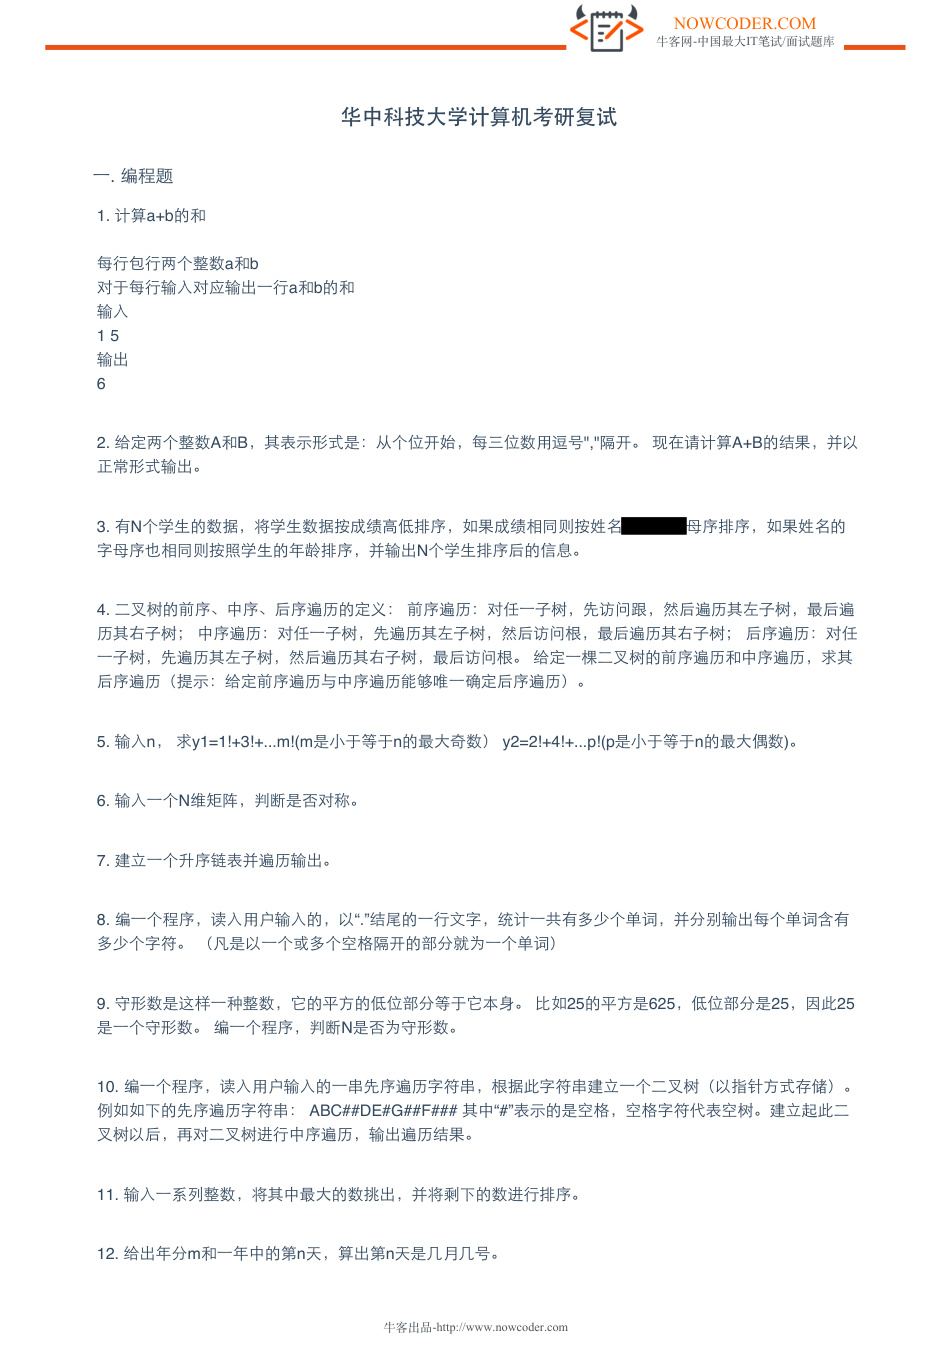 NOWCODER.COM
牛客网-中国最大IT笔试/面试题库
华中科技大学计算机考研复试
一. 编程题
1. 计算a+b的和
每行包行两个整数a和b
对于每行输入对应输出一行a和b的和
输入
1 5
输出
6
2. 给定两个整数A和B，其表示形式是：从个位开始，每三位数用逗号","隔开。 现在请计算A+B的结果，并以
正常形式输出。
3. 有N个学生的数据，将学生数据按成绩高低排序，如果成绩相同则按姓名母序排序，如果姓名的
字母序也相同则按照学生的年龄排序，并输出N个学生排序后的信息。
4. 二叉树的前序、中序、后序遍历的定义： 前序遍历：对任一子树，先访问跟，然后遍历其左子树，最后遍
历其右子树； 中序遍历：对任一子树，先遍历其左子树，然后访问根，最后遍历其右子树； 后序遍历：对任
一子树，先遍历其左子树，然后遍历其右子树，最后访问根。 给定一棵二叉树的前序遍历和中序遍历，求其
后序遍历（提示：给定前序遍历与中序遍历能够唯一确定后序遍历）。
5. 输入n， 求y1=1!+3!+...m!(m是小于等于n的最大奇数） y2=2!+4!+...p!(p是小于等于n的最大偶数)。
6. 输入一个N维矩阵，判断是否对称。
7. 建立一个升序链表并遍历输出。
8. 编一个程序，读入用户输入的，以“.”结尾的一行文字，统计一共有多少个单词，并分别输出每个单词含有
多少个字符。 （凡是以一个或多个空格隔开的部分就为一个单词）
9. 守形数是这样一种整数，它的平方的低位部分等于它本身。 比如25的平方是625，低位部分是25，因此25
是一个守形数。 编一个程序，判断N是否为守形数。
10. 编一个程序，读入用户输入的一串先序遍历字符串，根据此字符串建立一个二叉树（以指针方式存储）。
例如如下的先序遍历字符串： ABC##DE#G##F### 其中“#”表示的是空格，空格字符代表空树。建立起此二
叉树以后，再对二叉树进行中序遍历，输出遍历结果。
11. 输入一系列整数，将其中最大的数挑出，并将剩下的数进行排序。
12. 给出年分m和一年中的第n天，算出第n天是几月几号。
牛客出品-http://www.nowcoder.com